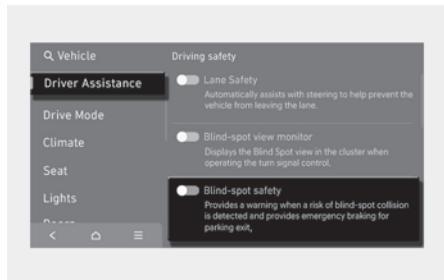 Vehicle
Driver Assistance
Drive Mode
Climate
Seat
Lights
Doors
Driving safety
Lane Safety
Automatically assists with steering to help prevent the
vehicle from leaving the lane.
Blind-spot view monitor
Displays the Blind Spot view in the cluster when
operating the turn signal control.
Blind-spot safety
Provides a warning when a risk of blind-spot collision
is detected and provides emergency braking for
parking exit,